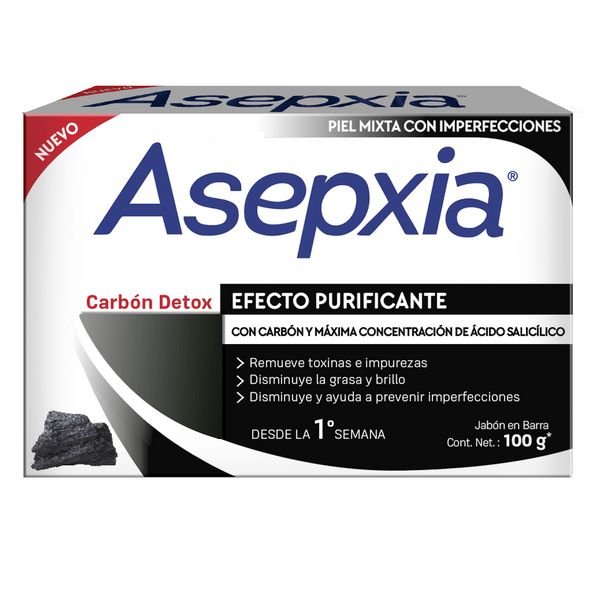 NUEVO
Asepxia
NUEVO
PIEL MIXTA CON IMPERFECCIONES
Asepxia®
Carbón Detox
EFECTO PURIFICANTE
CON CARBÓN Y MÁXIMA CONCENTRACIÓN DE ÁCIDO SALICÍLICO
> Remueve toxinas e impurezas
> Disminuye la grasa y brillo
> Disminuye y ayuda a prevenir imperfecciones
DESDE LA 1° SEMANA
Jabón en Barra
Cont. Net.: 100 g*